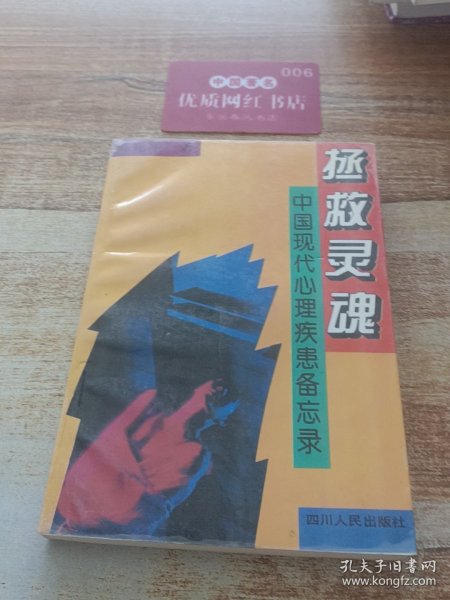 006
中国著名
优质网红书店
拯救灵魂
中国现代心理疾患备忘录
四川人民出版社
孔夫子旧书网
www.kongfz.com